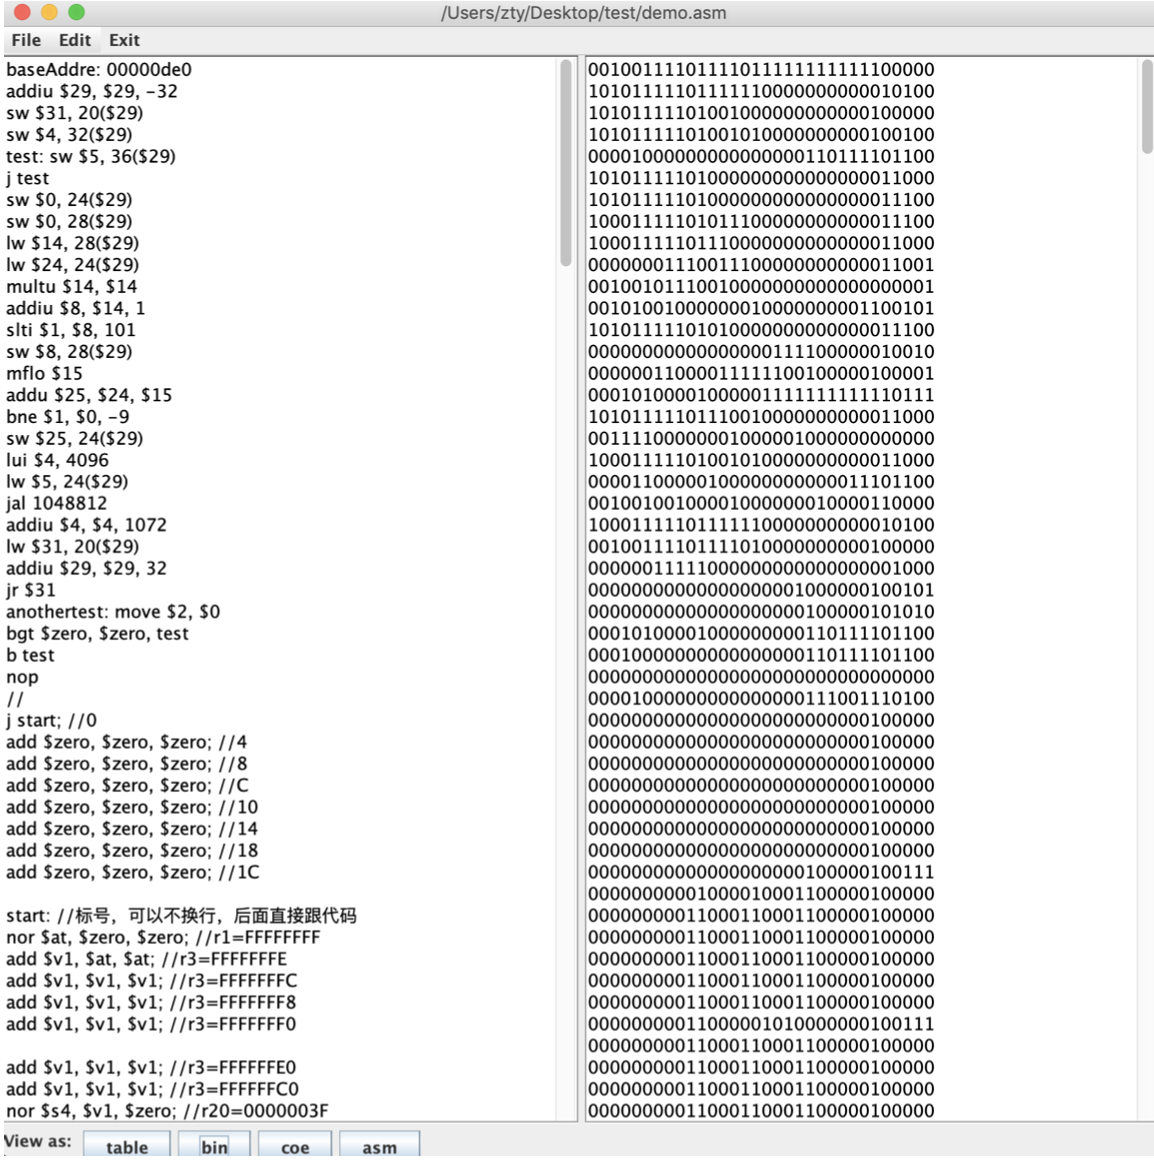 /Users/zty/Desktop/test/demo.asm
File Edit Exit
baseAddre: 00000de0
addiu $29, $29, -32
sw $31, 20($29)
sw $4, 32($29)
test: sw $5, 36($29)
j test
sw $0, 24($29)
sw $0, 28($29)
lw $14, 28($29)
lw $24, 24($29)
multu $14, $14
addiu $8, $14, 1
slti $1, $8, 101
sw $8, 28($29)
mflo $15
addu $25, $24, $15
bne $1, $0, -9
sw $25, 24($29)
lui $4, 4096
lw $5, 24($29)
jal 1048812
addiu $4, $4, 1072
lw $31, 20($29)
addiu $29, $29, 32
jr $31
anothertest: move $2, $0
bgt $zero, $zero, test
b test
nop
//
j start; //0
add $zero, $zero, $zero; //4
add $zero, $zero, $zero; //8
add $zero, $zero, $zero; //C
add $zero, $zero, $zero; //10
add $zero, $zero, $zero; //14
add $zero, $zero, $zero; //18
add $zero, $zero, $zero; //1C
start: //标号，可以不换行，后面直接跟代码
nor $at, $zero, $zero; //r1=FFFFFFFF
add $v1, $at, $at; //r3=FFFFFFFE
add $v1, $v1, $v1; //r3=FFFFFFFC
add $v1, $v1, $v1; //r3=FFFFFFF8
add $v1, $v1, $v1; //r3=FFFFFFF0
add $v1, $v1, $v1; //r3=FFFFFFE0
add $v1, $v1, $v1; //r3=FFFFFFC0
nor $s4, $v1, $zero; //r20=0000003F
00100111101111011111111111100000
10101111101111110000000000010100
10101111101001000000000000100000
10101111101001010000000000100100
00001000000000000000110111101100
10101111101000000000000000011000
10101111101000000000000000011100
10001111101011100000000000011100
10001111101110000000000000011000
00000001110011100000000000011001
00100101110010000000000000000001
00101001000000010000000001100101
10101111101010000000000000011100
00000000000000000111100000010010
00000011000011111100100000100001
00010100001000001111111111110111
10101111101110010000000000011000
00111100000001000001000000000000
10001111101001010000000000011000
00001100000100000000000011101100
00100100100001000000010000110000
10001111101111110000000000010100
00100111101111010000000000100000
00000011111000000000000000001000
00000000000000000001000000100101
00000000000000000000100000101010
00010100001000000000110111101100
00010000000000000000110111101100
00000000000000000000000000000000
00001000000000000000111001110100
00000000000000000000000000100000
00000000000000000000000000100000
00000000000000000000000000100000
00000000000000000000000000100000
00000000000000000000000000100000
00000000000000000000000000100000
00000000000000000000000000100000
00000000000000000000100000100111
00000000001000010001100000100000
00000000011000110001100000100000
00000000011000110001100000100000
00000000011000110001100000100000
00000000011000110001100000100000
00000000011000110001100000100000
00000000011000001010000000100111
00000000011000110001100000100000
00000000011000110001100000100000
00000000011000110001100000100000
00000000011000110001100000100000
View as: table bin coe asm